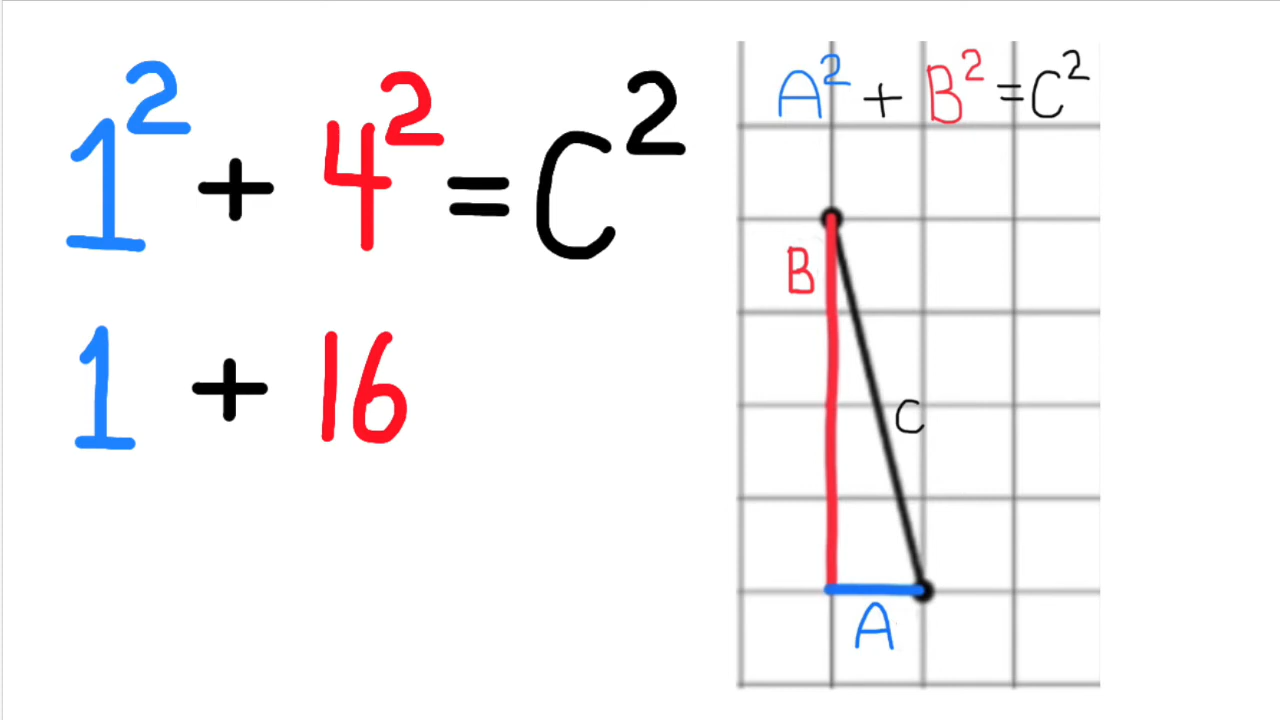 1² + 4² = C²
1 + 16
A² + B² = C²
B
C
A